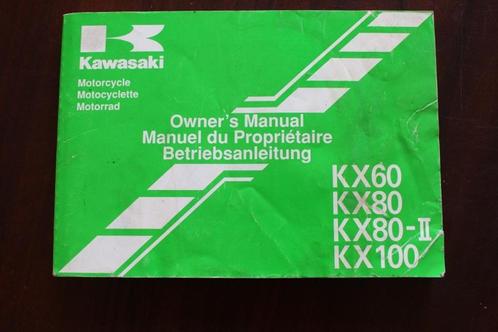 Kawasaki
Motorcycle
Motocyclette
Motorrad
Owner's Manual
Manuel du Propriétaire
Betriebsanleitung
KX60
KX80
KX80-II
KX100